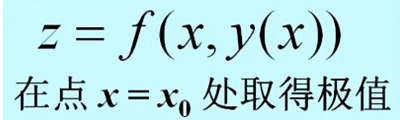 z = f(x, y(x))
在点 x = x₀ 处取得极值